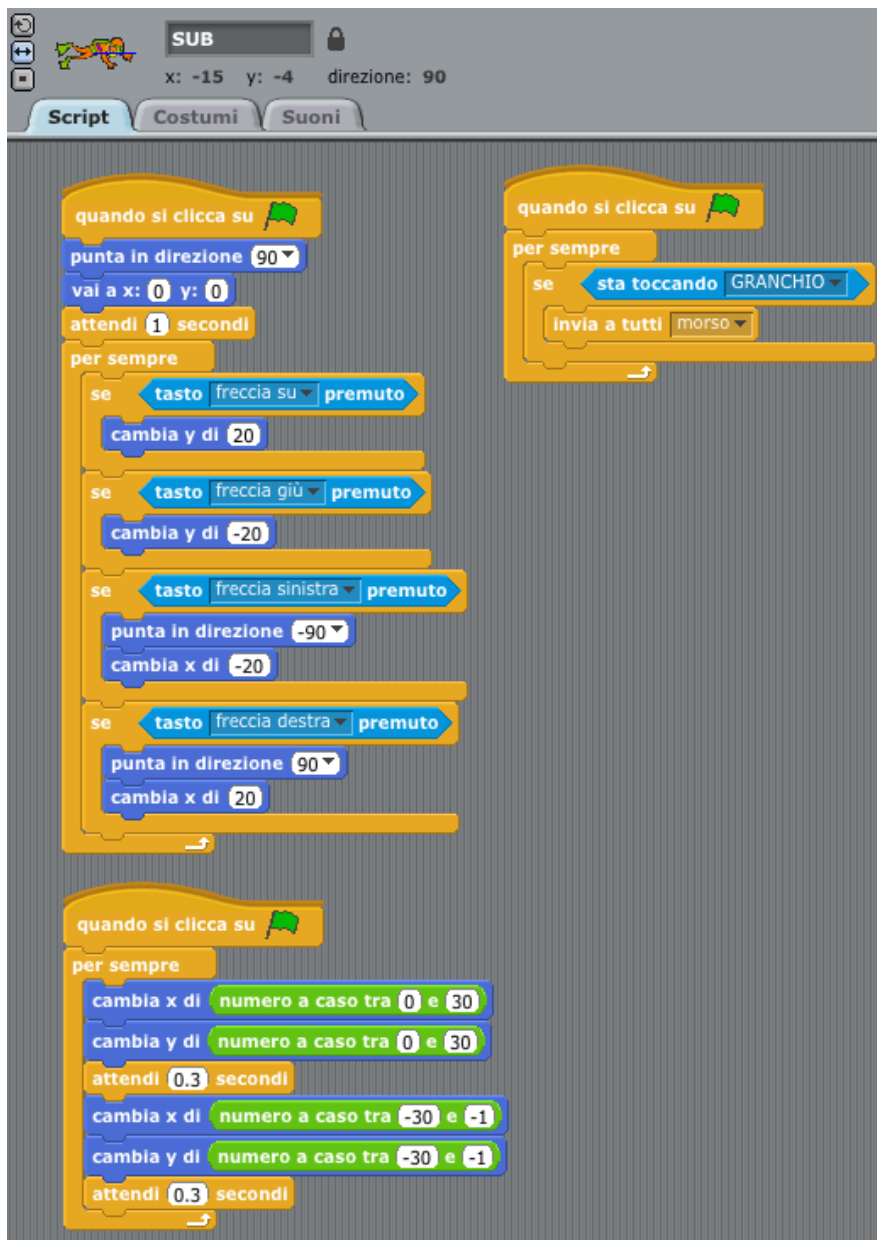 SUB
x: -15 y: -4 direzione: 90
Script Costumi Suoni
quando si clicca su
punta in direzione 90
vai a x: 0 y: 0
attendi 1 secondi
per sempre
se tasto freccia su premuto
cambia y di 20
se tasto freccia giù premuto
cambia y di -20
se tasto freccia sinistra premuto
punta in direzione -90
cambia x di -20
se tasto freccia destra premuto
punta in direzione 90
cambia x di 20
quando si clicca su
per sempre
cambia x di numero a caso tra 0 e 30
cambia y di numero a caso tra 0 e 30
attendi 0.3 secondi
cambia x di numero a caso tra -30 e -1
cambia y di numero a caso tra -30 e -1
attendi 0.3 secondi
quando si clicca su
per sempre
se sta toccando GRANCHIO
invia a tutti morso